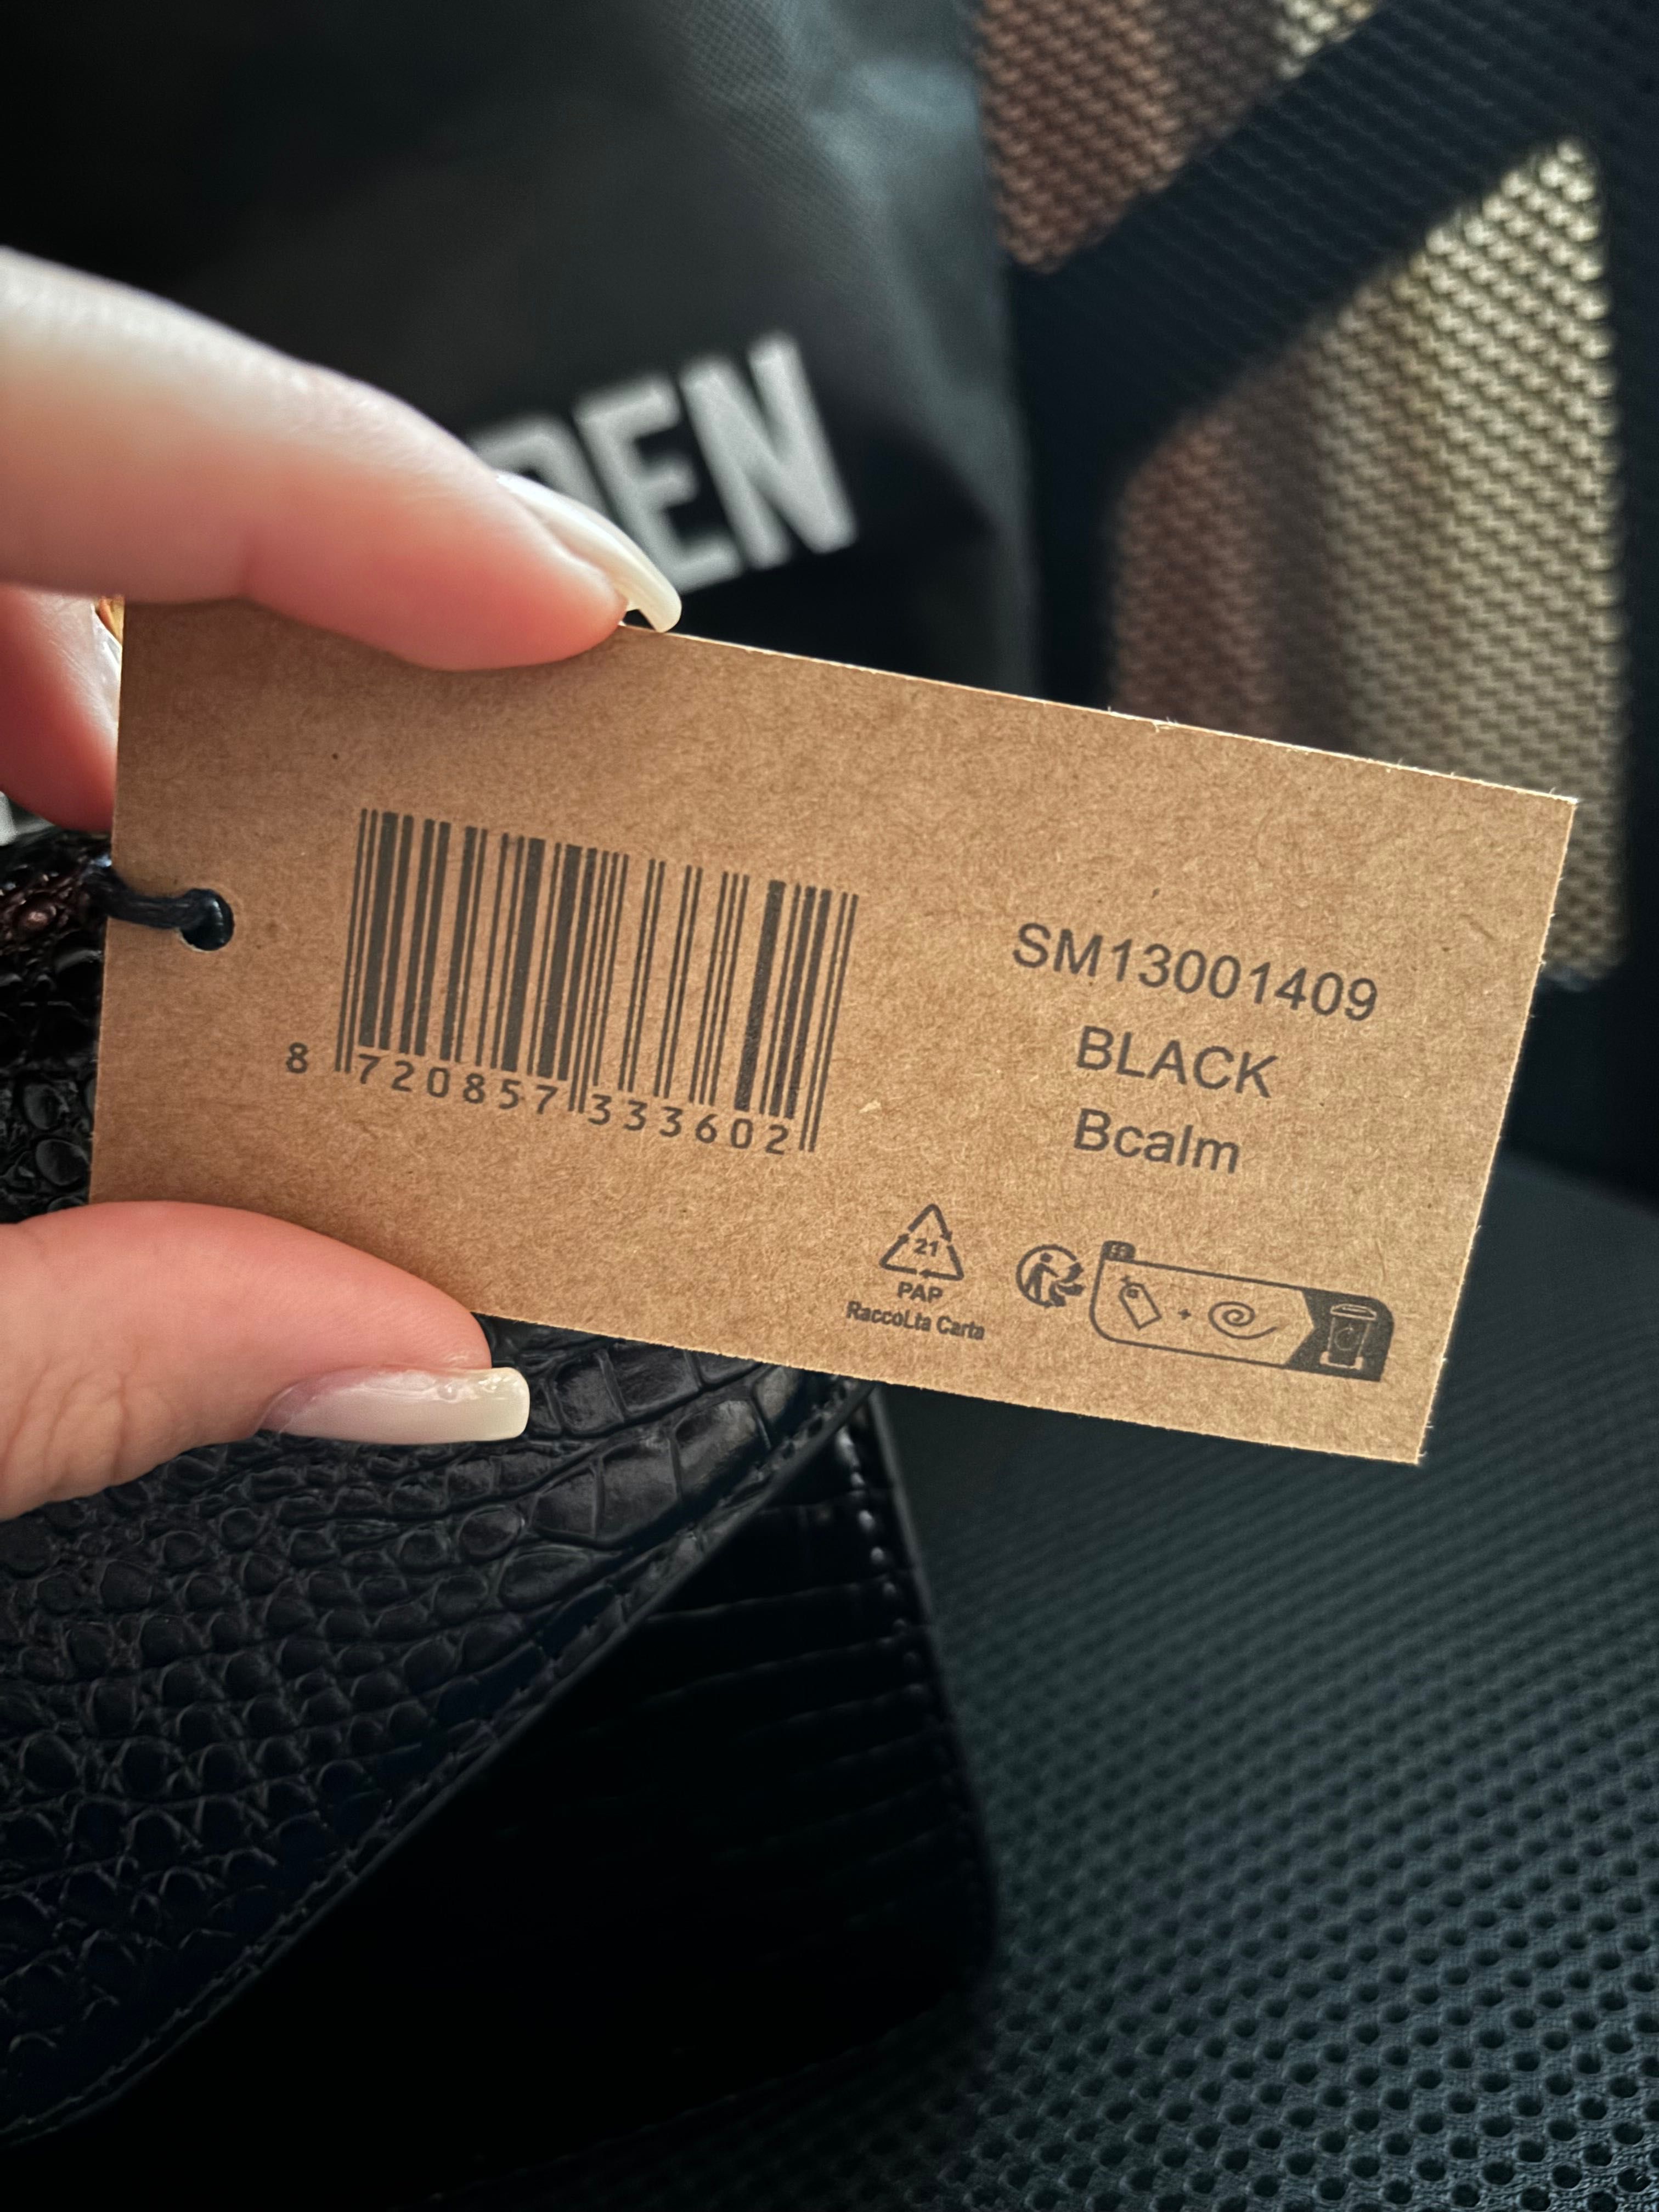 DEN
SM13001409
BLACK
Bcalm
8 720857 333602
21
PAP
RaccoLta Carta